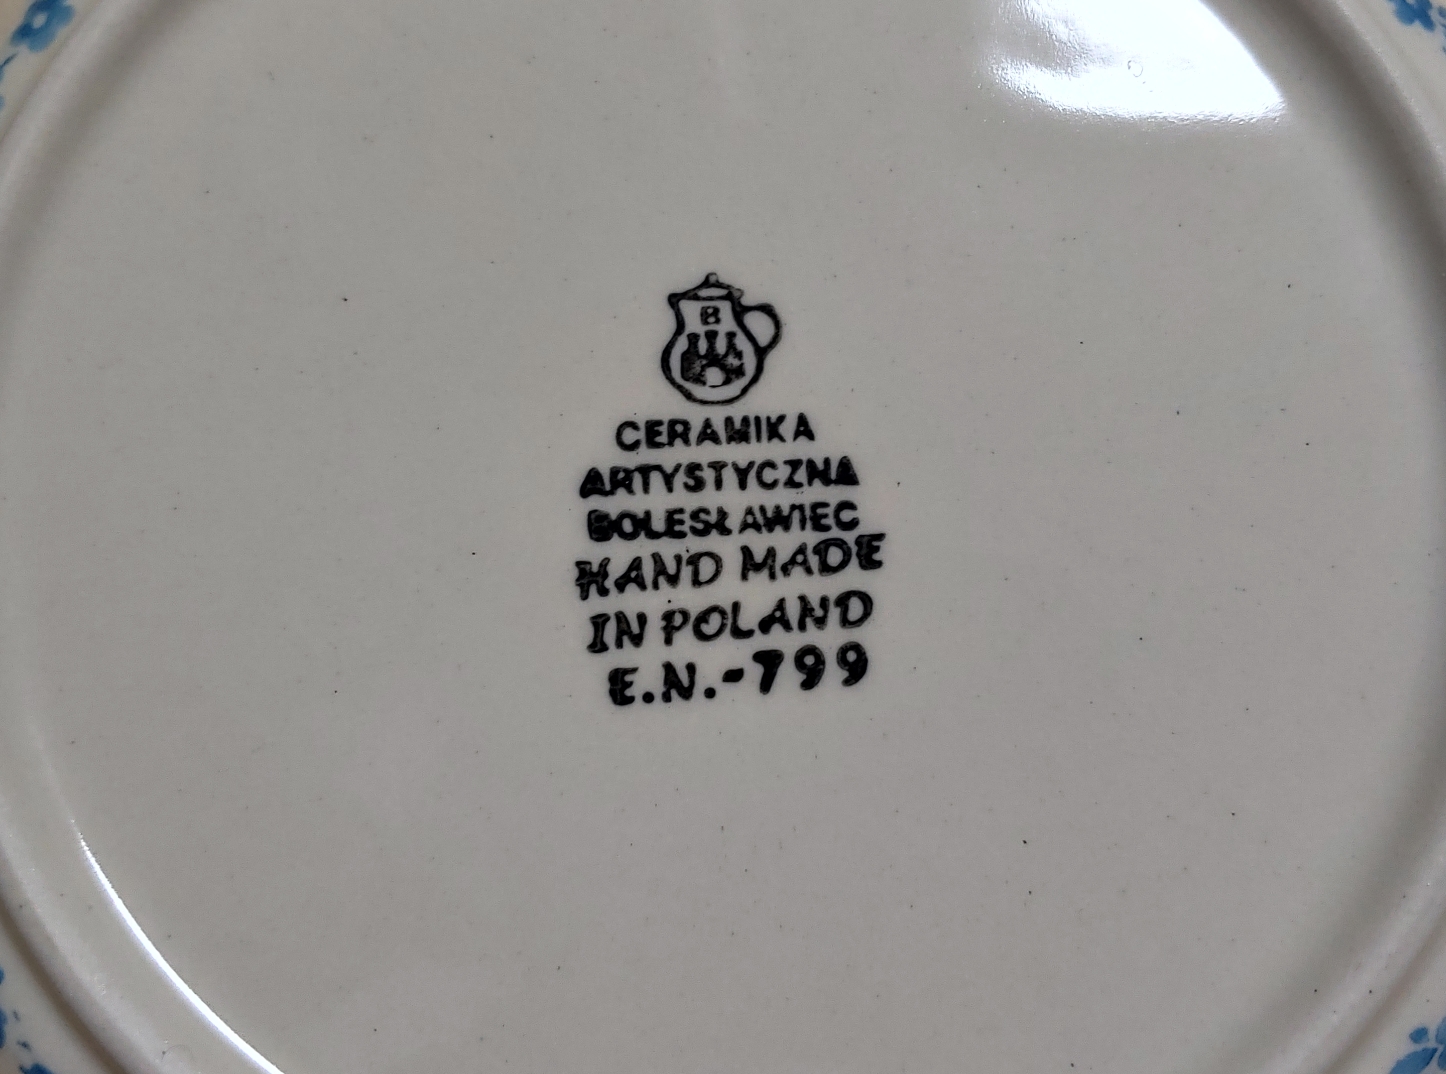 B
CERAMIKA
ARTYSTYCZNA
BOLESŁAWIEC
HAND MADE
IN POLAND
E.N.-799